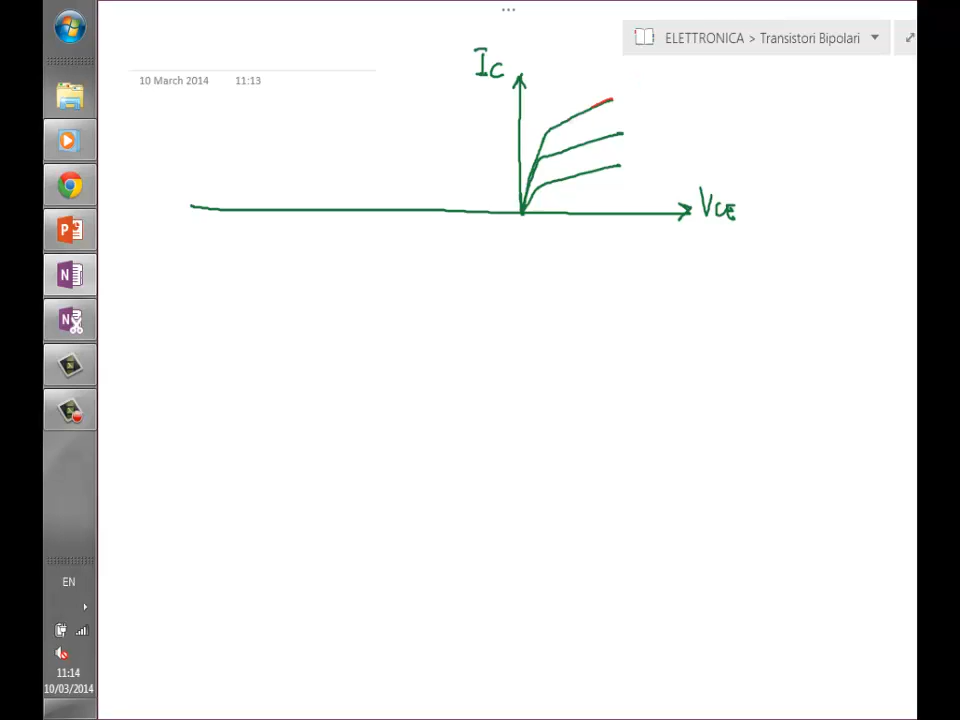 ELETTRONICA > Transistori Bipolari
Ic
10 March 2014 11:13
VCE
EN
11:14
10/03/2014